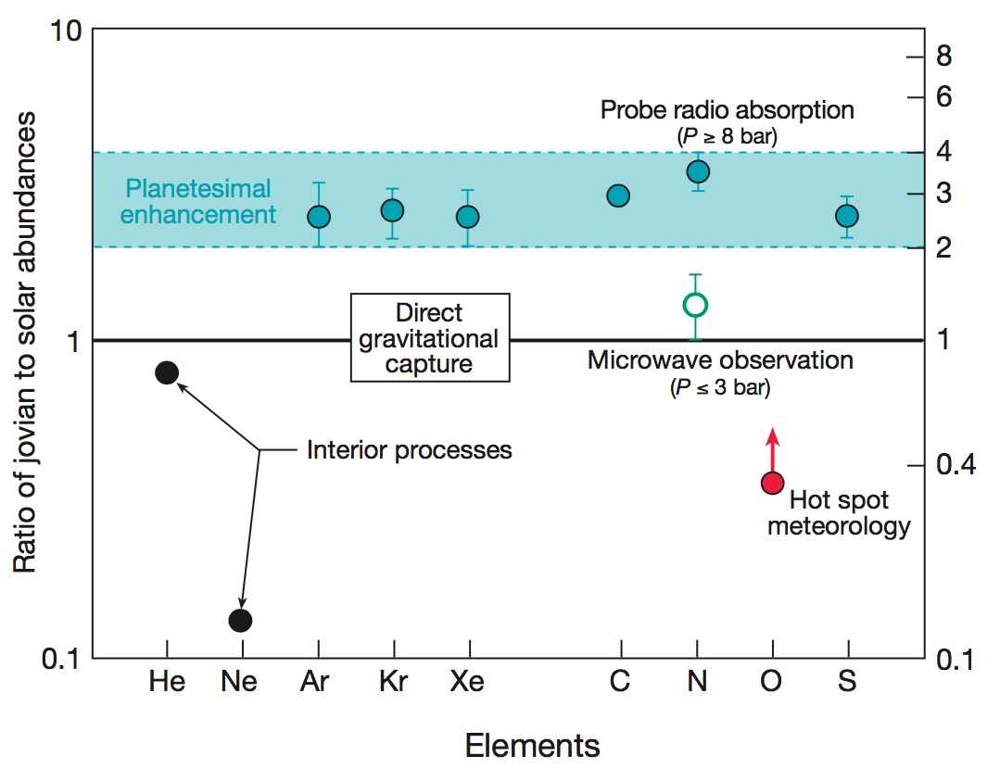 10
8
6
Probe radio absorption
(P ≥ 8 bar)
4
Planetesimal
enhancement
3
2
Direct
gravitational
capture
1
1
Microwave observation
(P ≤ 3 bar)
Interior processes
0.4
Hot spot
meteorology
0.1
0.1
He Ne Ar Kr Xe C N O S
Elements
Ratio of jovian to solar abundances